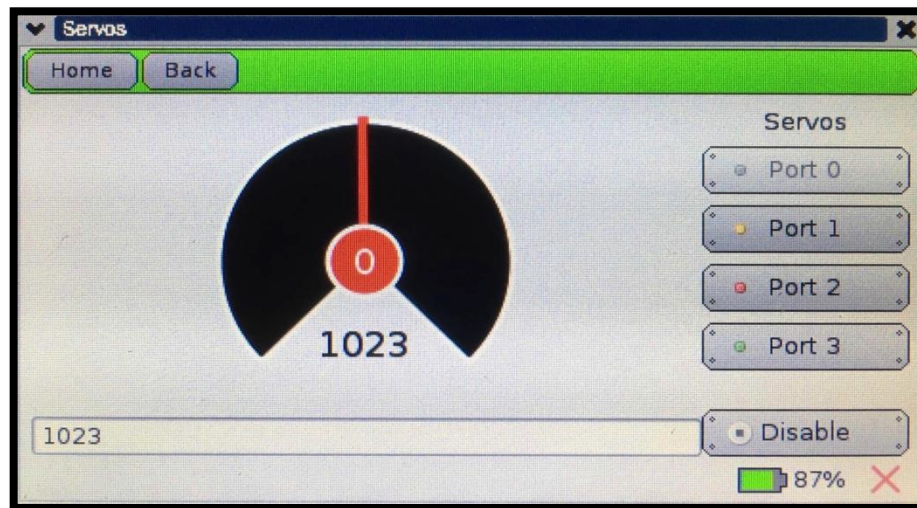 Servos
Home Back
Servos
Port 0
Port 1
Port 2
Port 3
0
1023
1023
Disable
87%